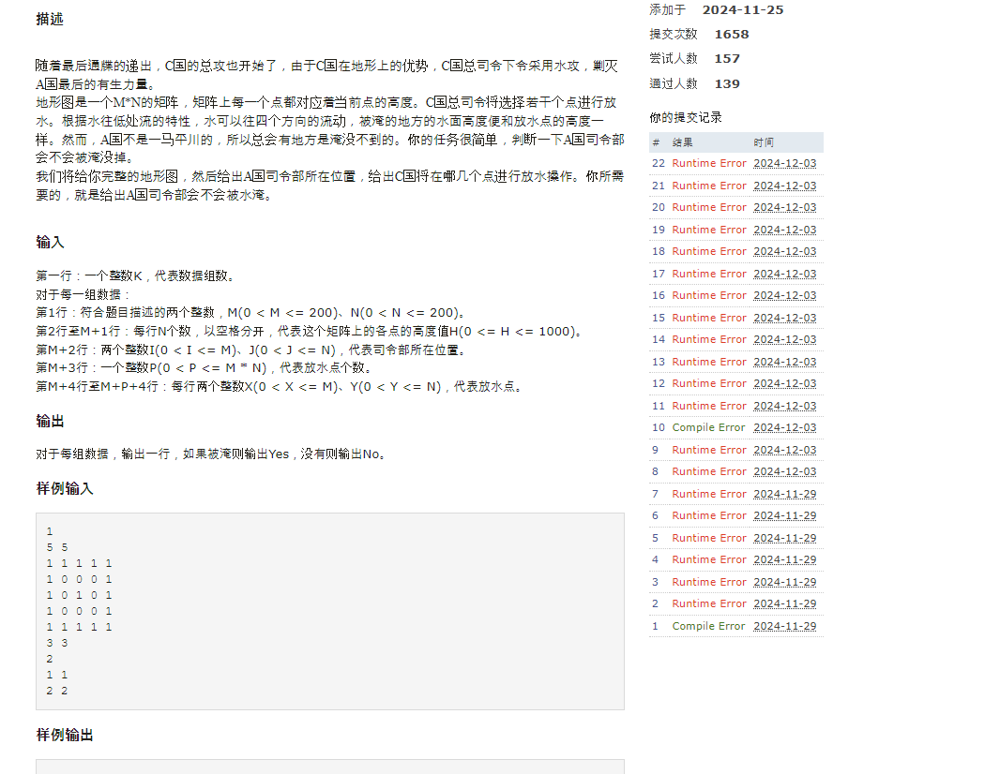 描述
随着最后通牒的递出，C国的总攻也开始了，由于C国在地形上的优势，C国总司令下令采用水攻，剿灭
A国最后的有生力量。
地形图是一个M*N的矩阵，矩阵上每一个点都对应着当前点的高度。C国总司令将选择若干个点进行放
水。根据水往低处流的特性，水可以往四个方向的流动，被淹的地方的水面高度便和放水点的高度一
样。然而，A国不是一马平川的，所以总会有地方是淹没不到的。你的任务很简单，判断一下A国司令部
会不会被淹没掉。
我们将给你完整的地形图，然后给出A国司令部所在位置，给出C国将在哪几个点进行放水操作。你所需
要的，就是给出A国司令部会不会被水淹。
输入
第一行：一个整数K，代表数据组数。
对于每一组数据：
第1行：符合题目描述的两个整数，M(0 < M <= 200)、N(0 < N <= 200)。
第2行至M+1行：每行N个数，以空格分开，代表这个矩阵上的各点的高度值H(0 <= H <= 1000)。
第M+2行：两个整数I(0 < I <= M)、J(0 < J <= N)，代表司令部所在位置。
第M+3行：一个整数P(0 < P <= M * N)，代表放水点个数。
第M+4行至M+P+4行：每行两个整数X(0 < X <= M)、Y(0 < Y <= N)，代表放水点。
输出
对于每组数据，输出一行，如果被淹则输出Yes，没有则输出No。
样例输入
1
5 5
1 1 1 1 1
1 0 0 0 1
1 0 1 0 1
1 0 0 0 1
1 1 1 1 1
3 3
2
1 1
2 2
样例输出
添加于 2024-11-25
提交次数 1658
尝试人数 157
通过人数 139
你的提交记录
# 结果 时间
22 Runtime Error 2024-12-03
21 Runtime Error 2024-12-03
20 Runtime Error 2024-12-03
19 Runtime Error 2024-12-03
18 Runtime Error 2024-12-03
17 Runtime Error 2024-12-03
16 Runtime Error 2024-12-03
15 Runtime Error 2024-12-03
14 Runtime Error 2024-12-03
13 Runtime Error 2024-12-03
12 Runtime Error 2024-12-03
11 Runtime Error 2024-12-03
10 Compile Error 2024-12-03
9 Runtime Error 2024-12-03
8 Runtime Error 2024-12-03
7 Runtime Error 2024-11-29
6 Runtime Error 2024-11-29
5 Runtime Error 2024-11-29
4 Runtime Error 2024-11-29
3 Runtime Error 2024-11-29
2 Runtime Error 2024-11-29
1 Compile Error 2024-11-29